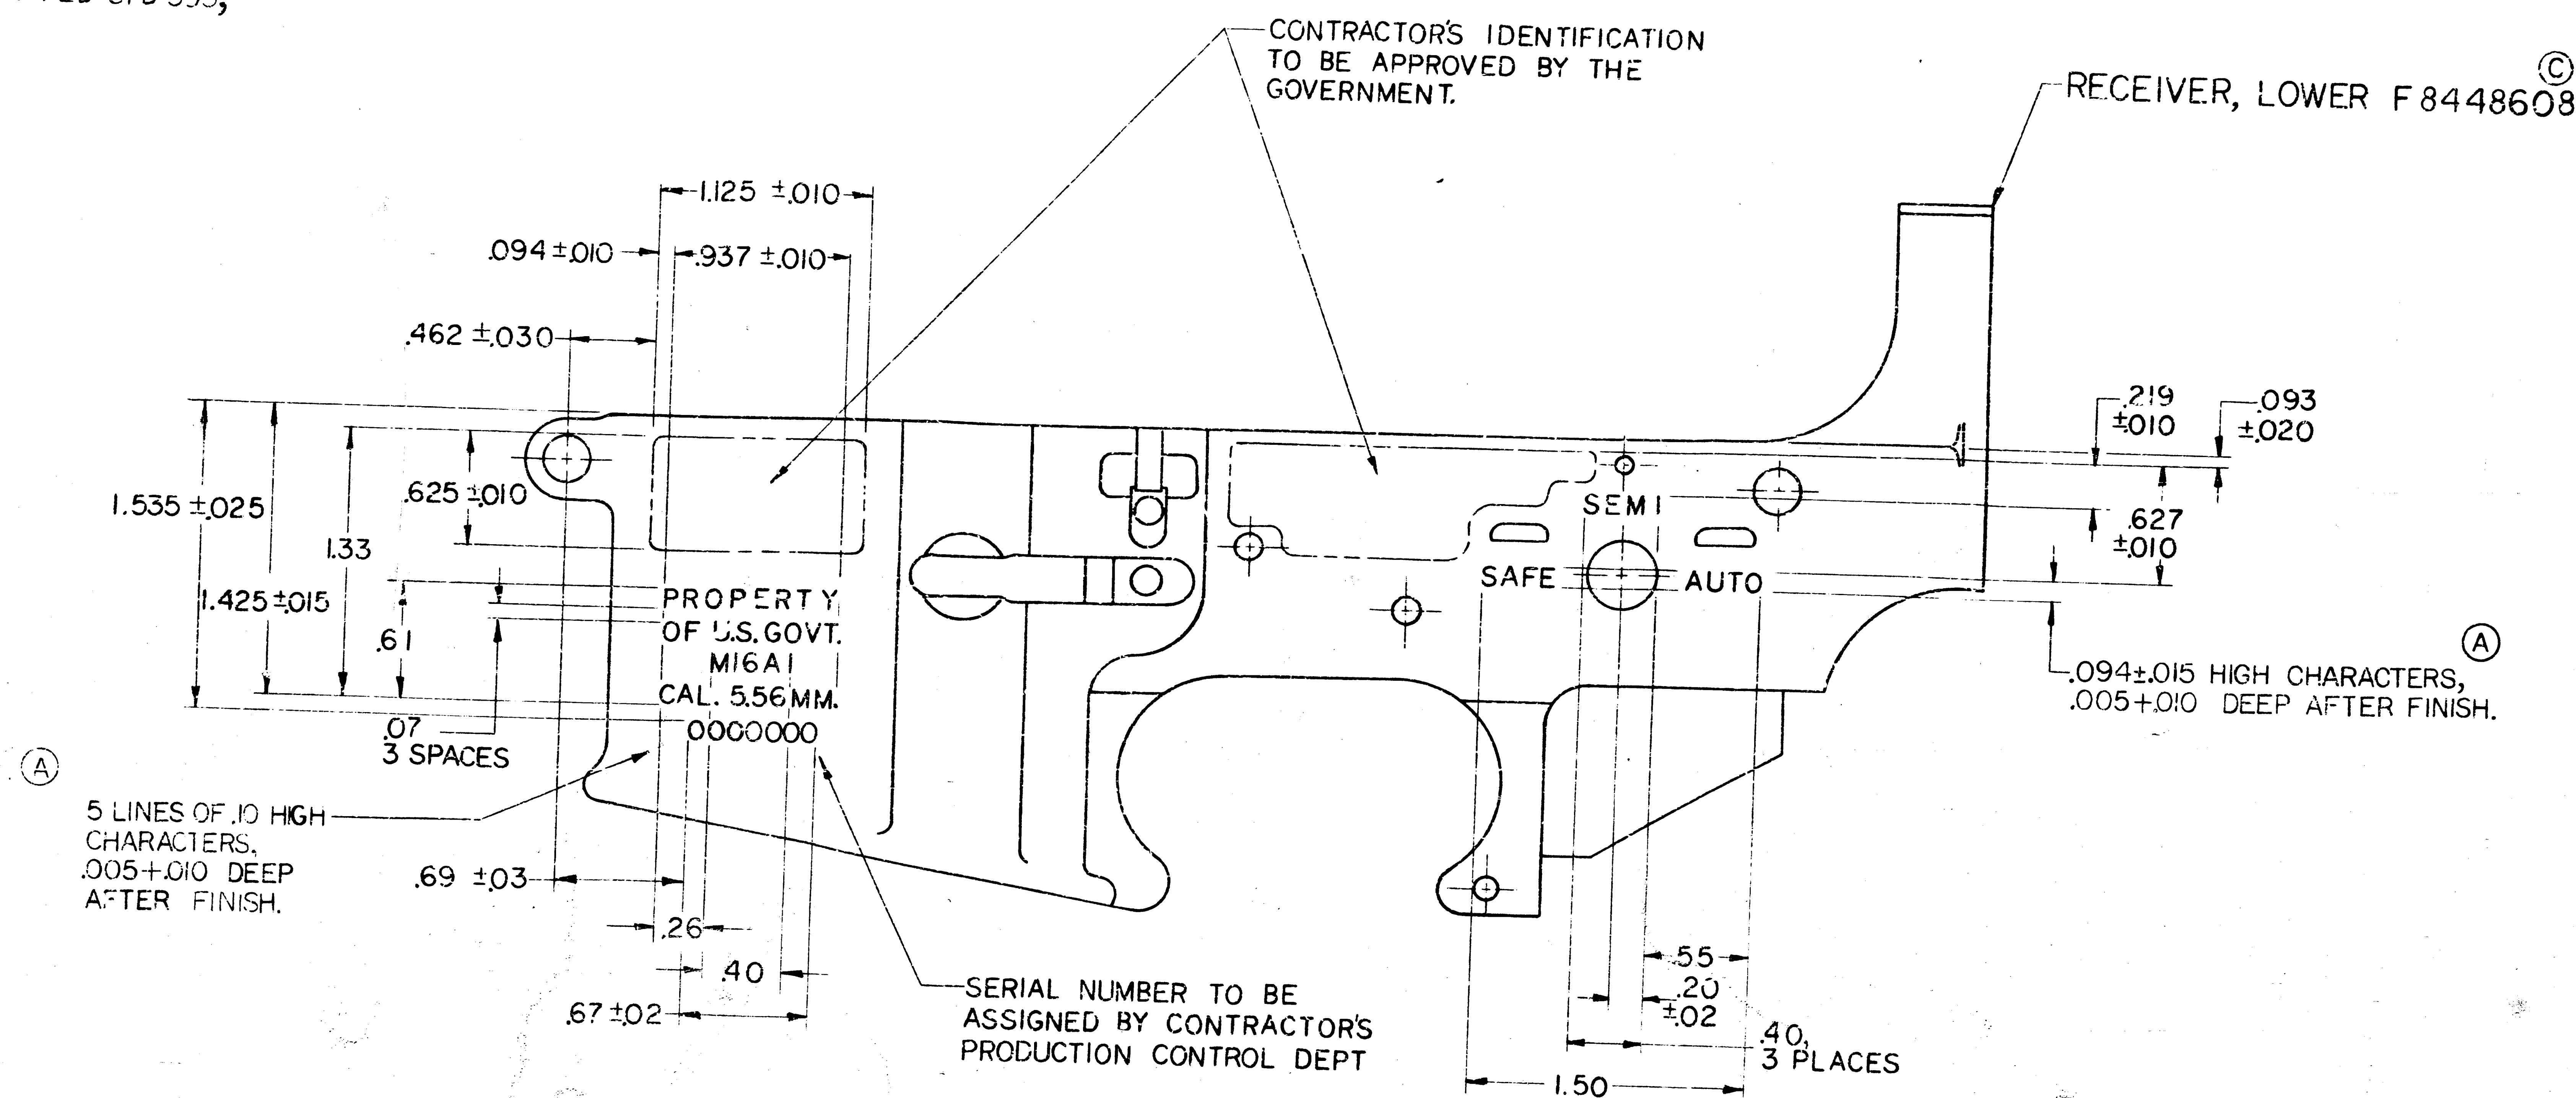 CONTRACTOR'S IDENTIFICATION
TO BE APPROVED BY THE
GOVERNMENT.
C
RECEIVER, LOWER F 8448608
1.125 ±.010
.094 ±.010
.937 ±.010
.462 ±.030
.219
±.010
.093
±.020
1.535 ±.025
.625 ±.010
1.33
1.425 ±.015
.61
.07
3 SPACES
.627
±.010
SEMI
SAFE
AUTO
PROPERTY
OF U.S. GOVT.
M16A1
CAL. 5.56 MM.
0000000
A
.094±.015 HIGH CHARACTERS,
.005+.010 DEEP AFTER FINISH.
A
5 LINES OF .10 HIGH
CHARACTERS,
.005+.010 DEEP
AFTER FINISH.
.69 ±.03
.26
.40
.67 ±.02
SERIAL NUMBER TO BE
ASSIGNED BY CONTRACTOR'S
PRODUCTION CONTROL DEPT
.55
.20
±.02
.40,
3 PLACES
1.50